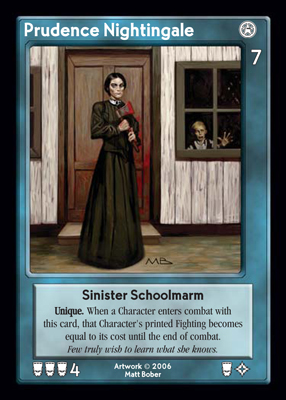 Prudence Nightingale
7
MB
Sinister Schoolmarm
Unique. When a Character enters combat with
this card, that Character's printed Fighting becomes
equal to its cost until the end of combat.
Few truly wish to learn what she knows.
4
Artwork © 2006
Matt Bober